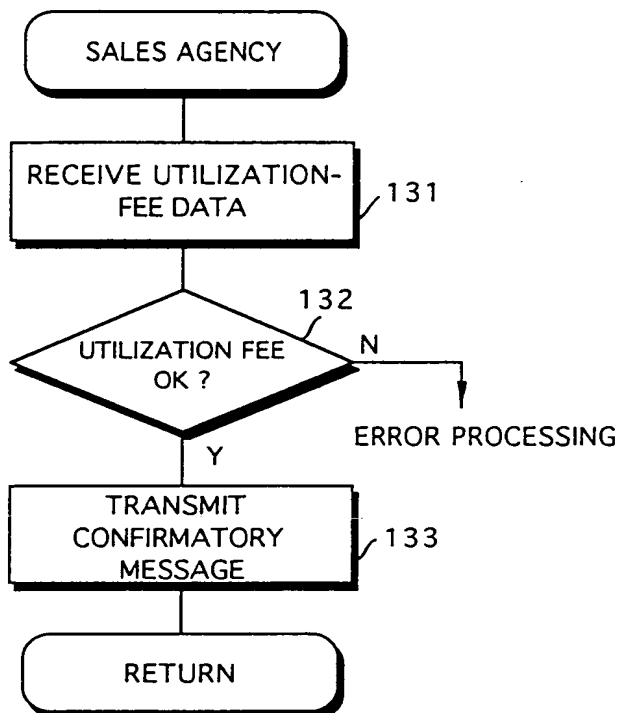 SALES AGENCY
RECEIVE UTILIZATION-
FEE DATA
131
132
UTILIZATION FEE
OK ?
N
ERROR PROCESSING
Y
TRANSMIT
CONFIRMATORY
MESSAGE
133
RETURN